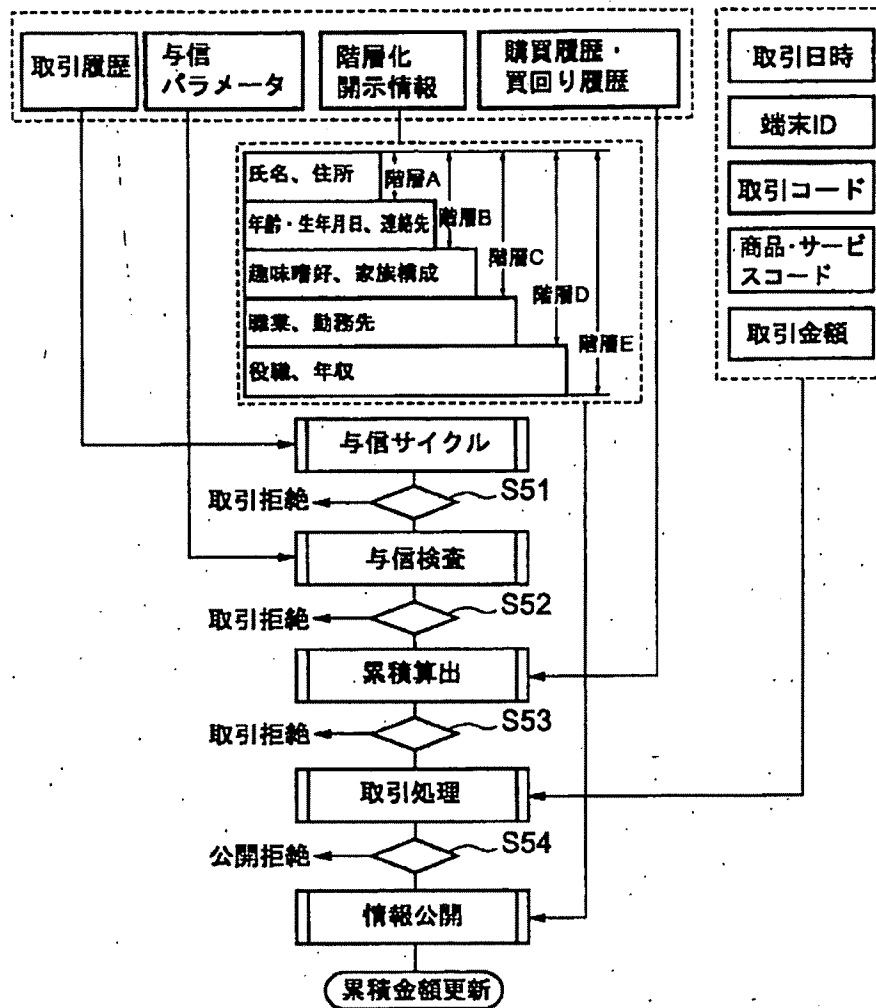 取引履歴
与信
パラメータ
階層化
開示情報
購買履歴・
買回り履歴
取引日時
端末ID
取引コード
商品・サービ
スコード
取引金額
氏名、住所
階層A
年齢・生年月日、連絡先
階層B
趣味嗜好、家族構成
階層C
職業、勤務先
階層D
役職、年収
階層E
与信サイクル
取引拒絶
S51
与信検査
取引拒絶
S52
累積算出
取引拒絶
S53
取引処理
公開拒絶
S54
情報公開
累積金額更新